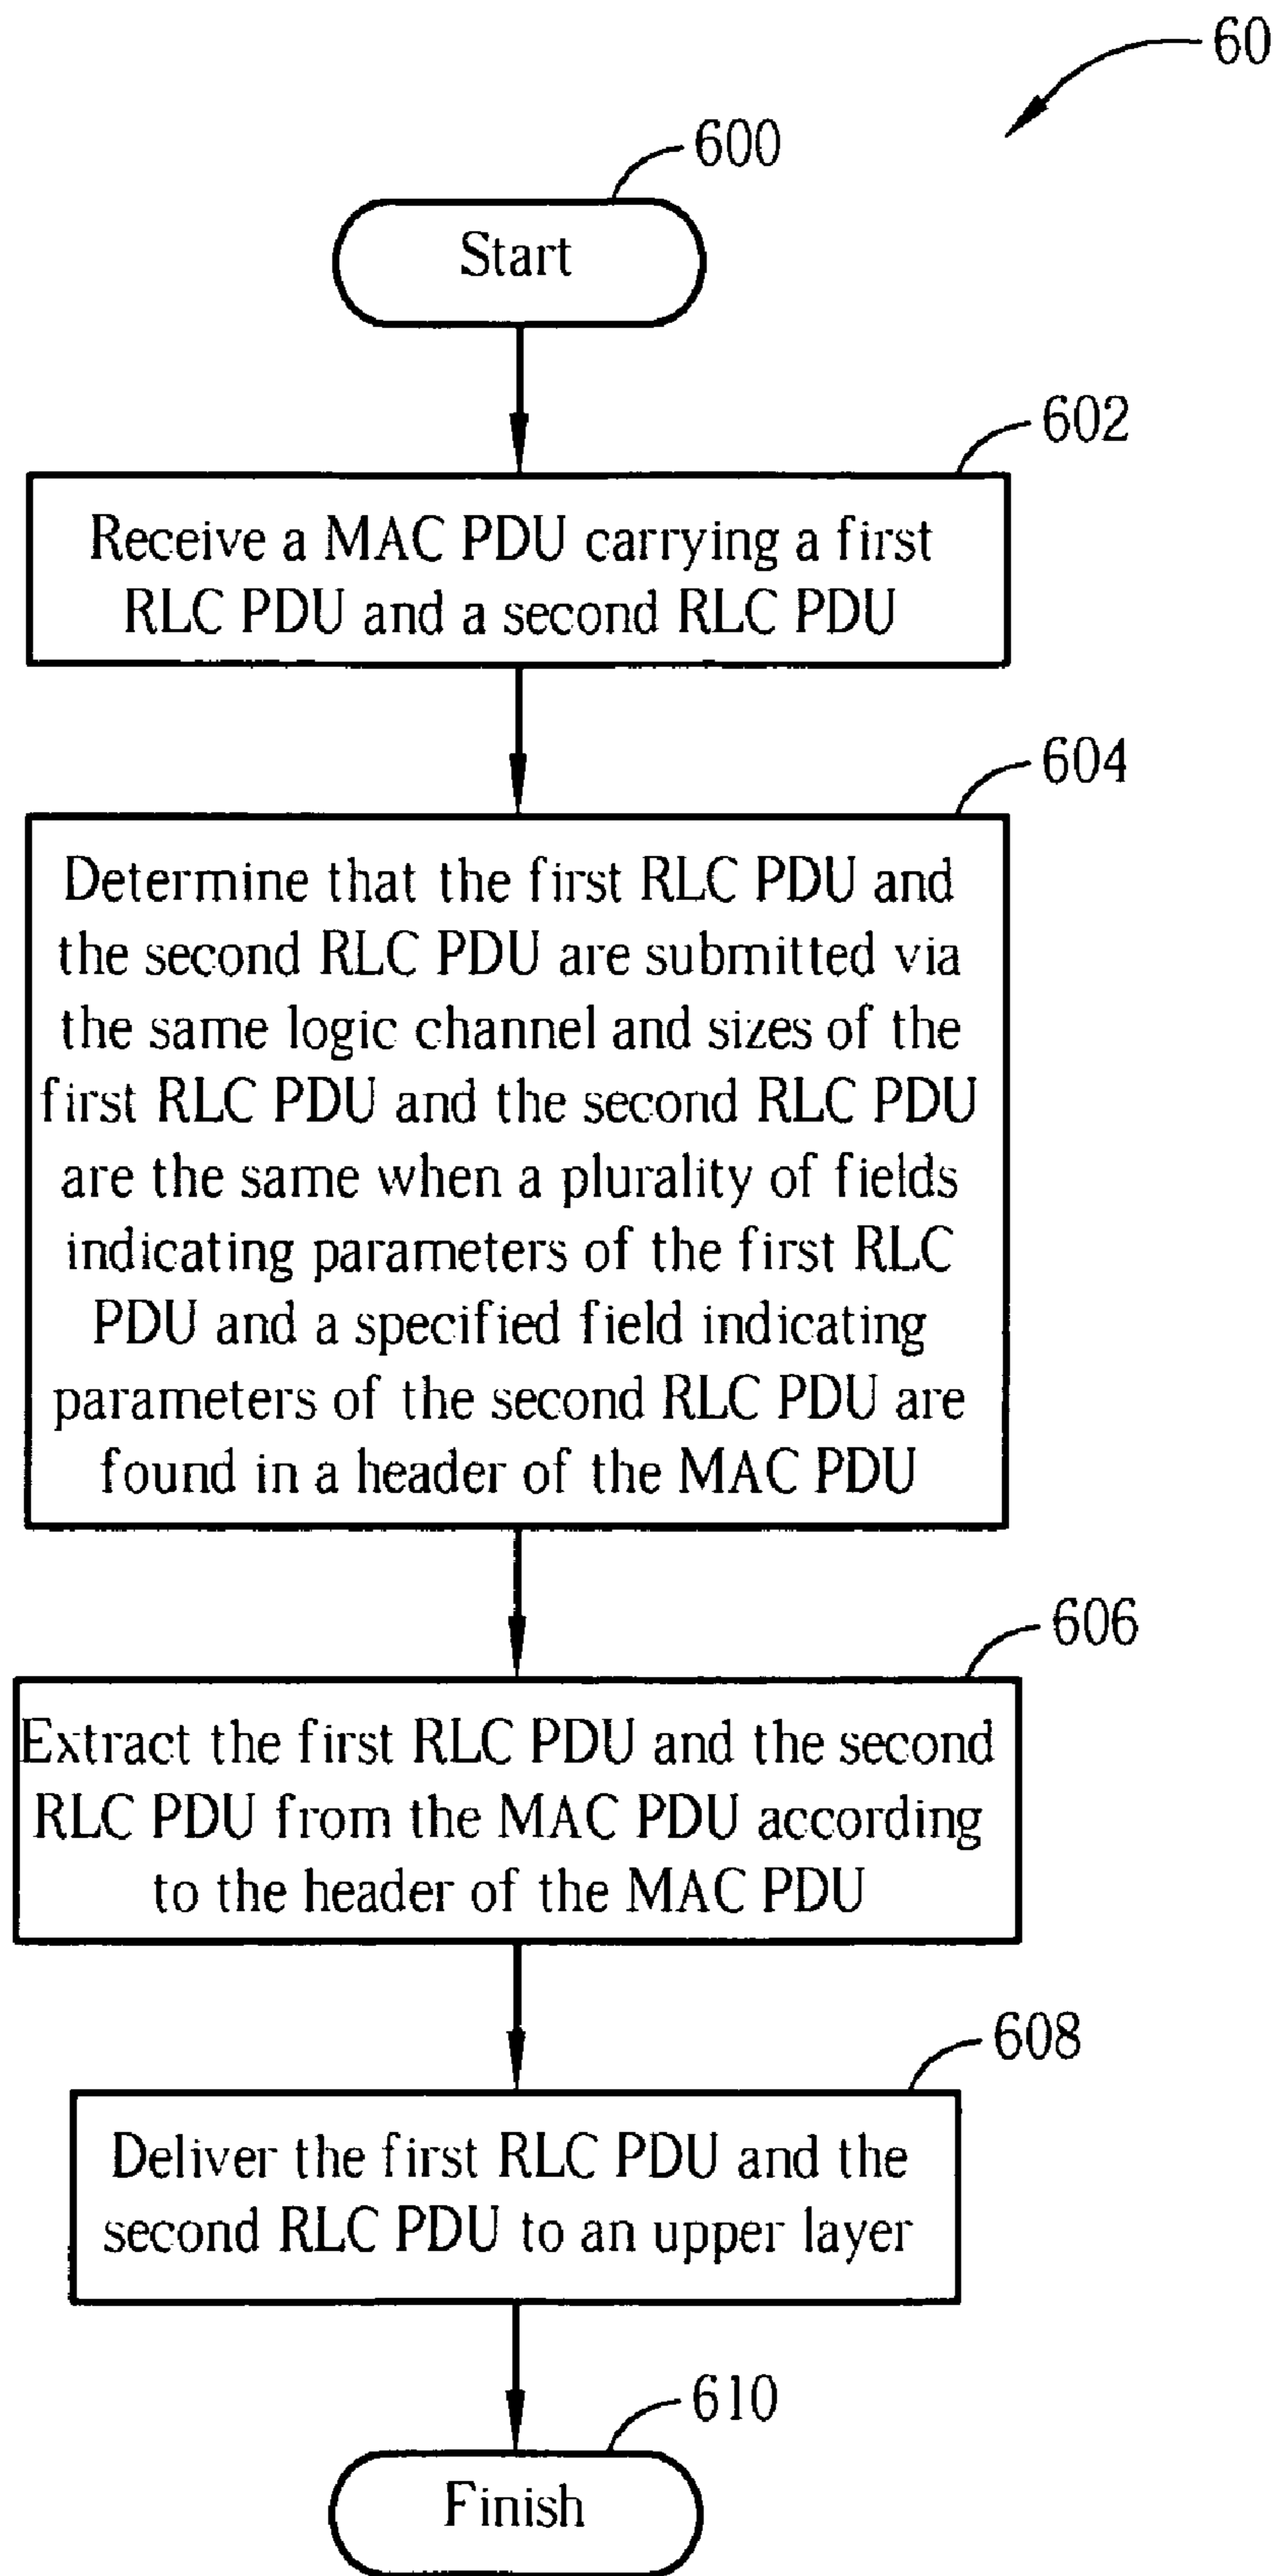 60
600
Start
602
Receive a MAC PDU carrying a first
RLC PDU and a second RLC PDU
604
Determine that the first RLC PDU and
the second RLC PDU are submitted via
the same logic channel and sizes of the
first RLC PDU and the second RLC PDU
are the same when a plurality of fields
indicating parameters of the first RLC
PDU and a specified field indicating
parameters of the second RLC PDU are
found in a header of the MAC PDU
606
Extract the first RLC PDU and the second
RLC PDU from the MAC PDU according
to the header of the MAC PDU
608
Deliver the first RLC PDU and the
second RLC PDU to an upper layer
610
Finish